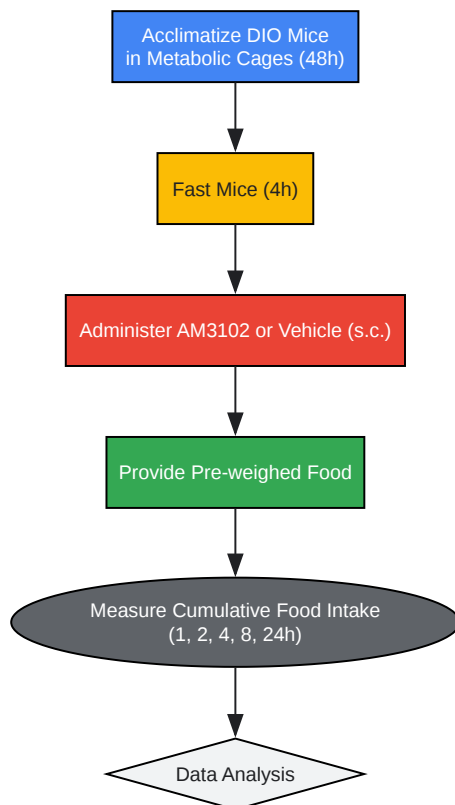 Acclimatize DIO Mice
in Metabolic Cages (48h)
Fast Mice (4h)
Administer AM3102 or Vehicle (s.c.)
Provide Pre-weighed Food
Measure Cumulative Food Intake
(1, 2, 4, 8, 24h)
Data Analysis